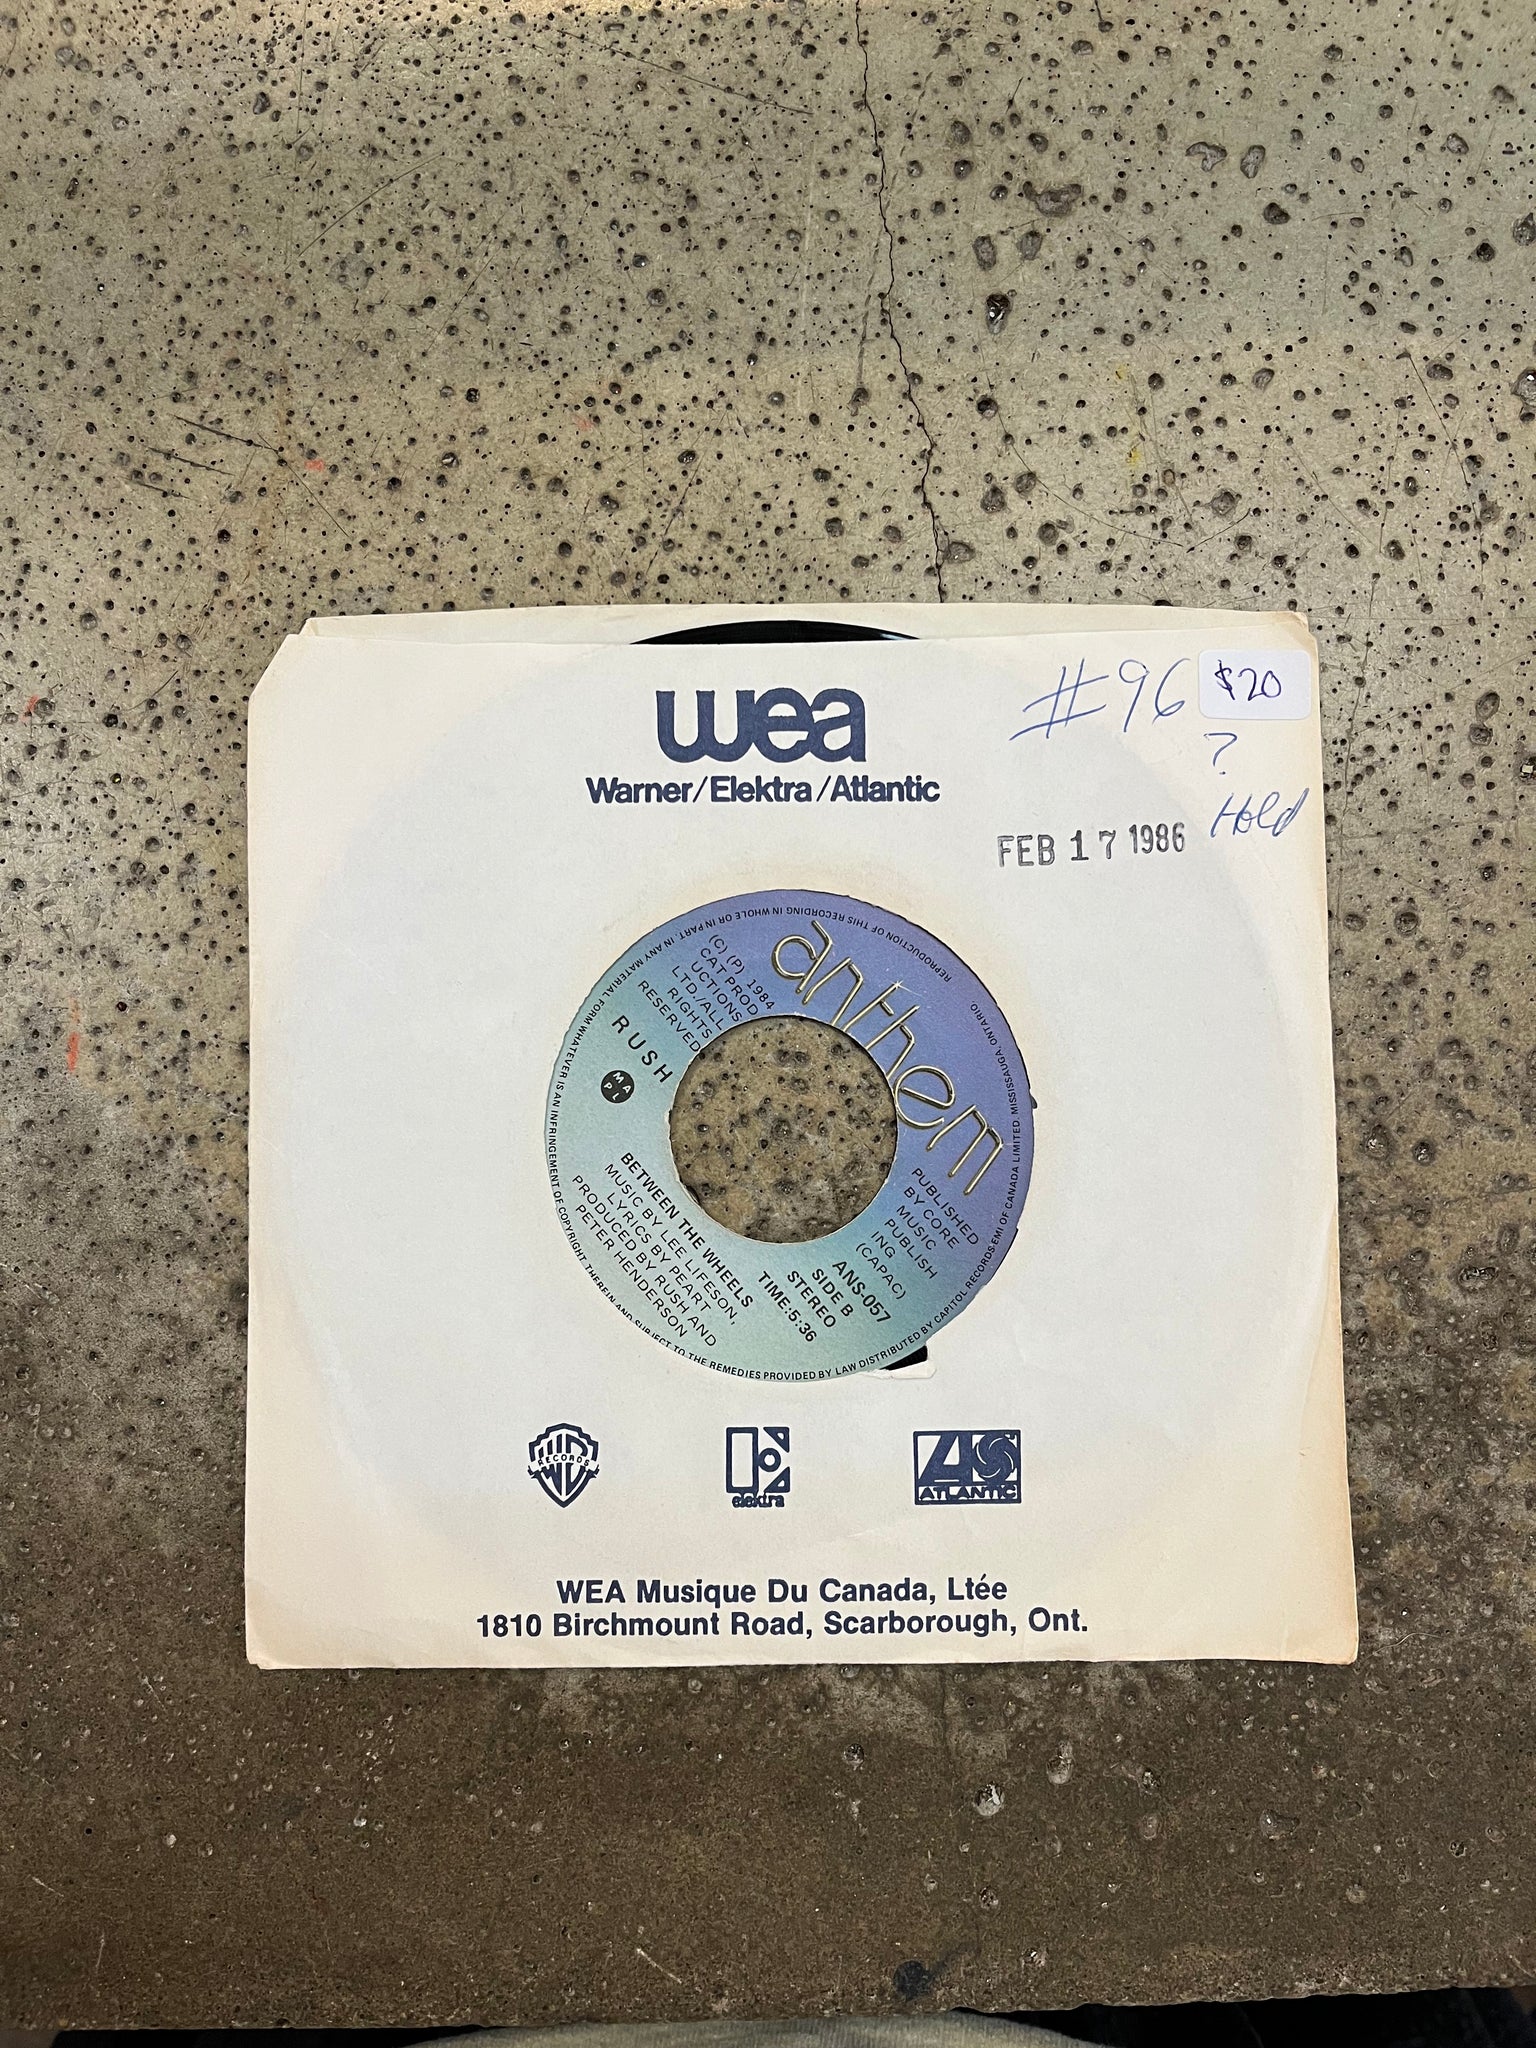 wea
Warner/Elektra/Atlantic
#96
$20
?
Hold
FEB 17 1986
anthem
REPRODUCTION OF THIS RECORDING IN WHOLE OR IN PART, IN ANY MATERIAL FORM WHATEVER IS AN INFRINGEMENT OF COPYRIGHT THEREIN AND SUBJECT TO THE REMEDIES PROVIDED BY LAW DISTRIBUTED BY CAPITOL RECORDS-EMI OF CANADA LIMITED. MISSISSAUGA, ONTARIO.
(C) (P) 1984
CAT PROD
UCTIONS
LTD./ALL
RIGHTS
RESERVED
RUSH
MAPL
BETWEEN THE WHEELS
MUSIC BY LEE LIFESON,
LYRICS BY PEART
PRODUCED BY RUSH AND
PETER HENDERSON
PUBLISHED
BY CORE
MUSIC
PUBLISH
ING
(CAPAC)
ANS-057
SIDE B
STEREO
TIME:5:36
WB
RECORDS
elektra
ATLANTIC
WEA Musique Du Canada, Ltée
1810 Birchmount Road, Scarborough, Ont.